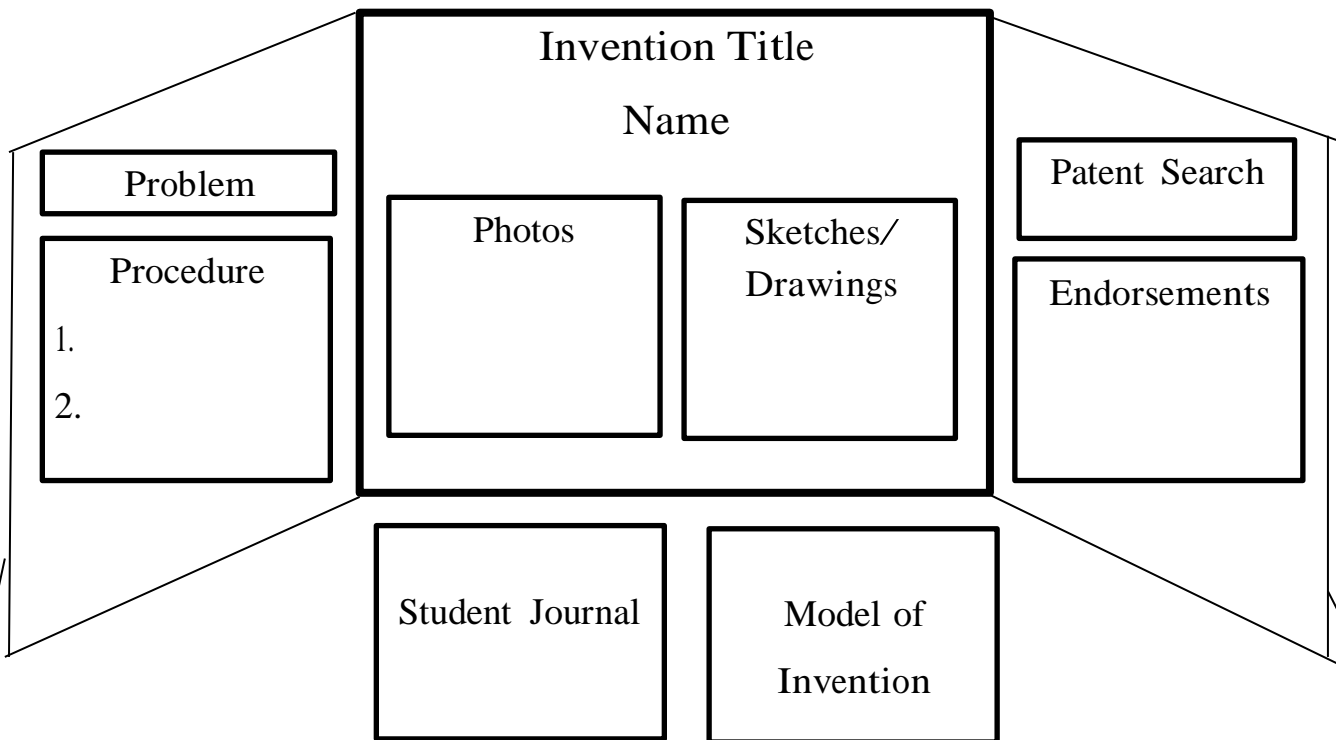 Invention Title
Name
Problem
Procedure
1.
2.
Photos
Sketches/
Drawings
Patent Search
Endorsements
Student Journal
Model of
Invention